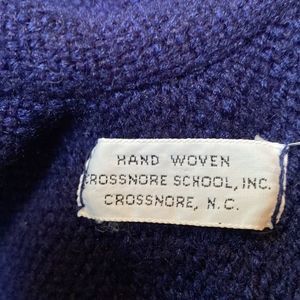 HAND WOVEN
CROSSNORE SCHOOL, INC.
CROSSNORE, N.C.